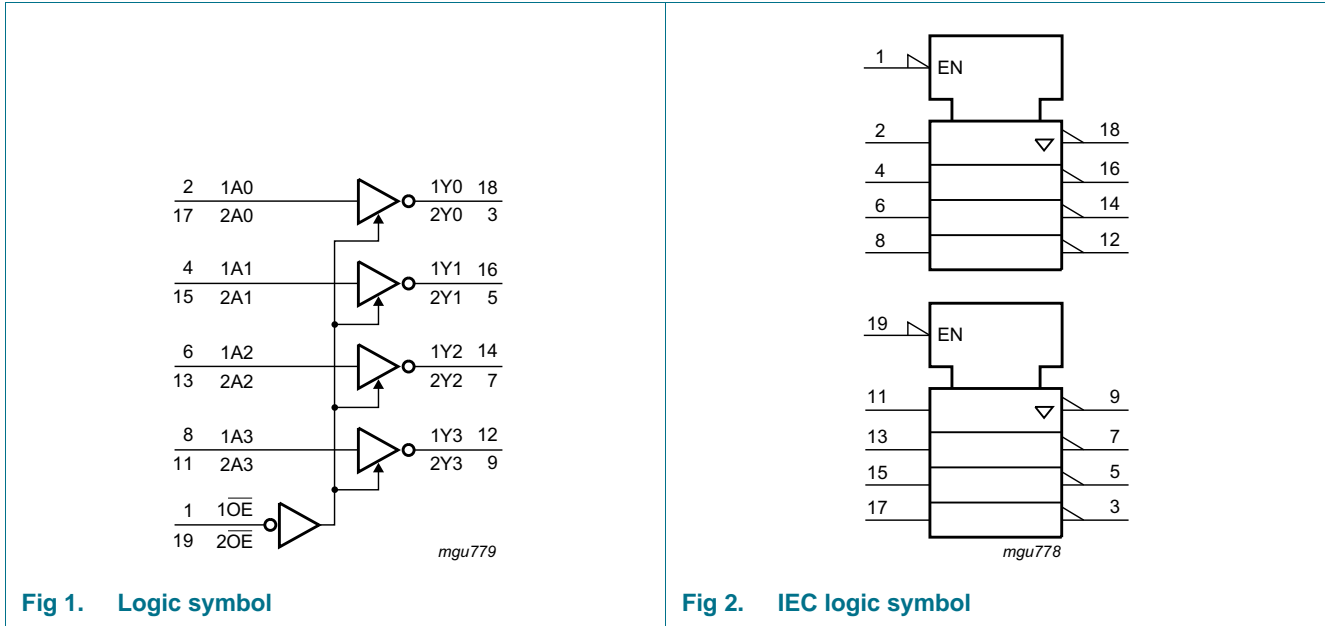 2 1A0 1Y0 18
17 2A0 2Y0 3
4 1A1 1Y1 16
15 2A1 2Y1 5
6 1A2 1Y2 14
13 2A2 2Y2 7
8 1A3 1Y3 12
11 2A3 2Y3 9
1 1O̅E̅
19 2O̅E̅
mgu779
Fig 1. Logic symbol
1 EN
2 18
4 16
6 14
8 12
19 EN
11 9
13 7
15 5
17 3
mgu778
Fig 2. IEC logic symbol